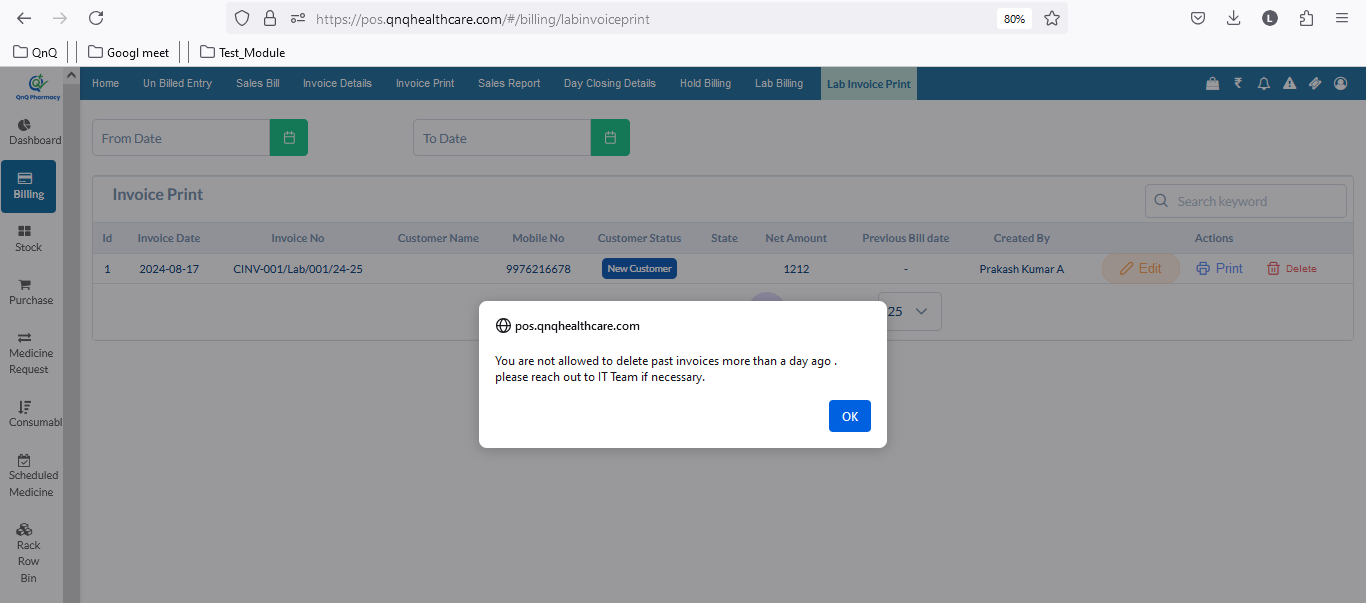 https://pos.qnqhealthcare.com/#/billing/labinvoiceprint 80% L
QnQ Googl meet Test_Module
QnQ Pharmacy
Home Un Billed Entry Sales Bill Invoice Details Invoice Print Sales Report Day Closing Details Hold Billing Lab Billing Lab Invoice Print
Dashboard
Billing
Stock
Purchase
Medicine
Request
Consumabl
Scheduled
Medicine
Rack
Row
Bin
From Date To Date
Invoice Print Search keyword
Id Invoice Date Invoice No Customer Name Mobile No Customer Status State Net Amount Previous Bill date Created By Actions
1 2024-08-17 CINV-001/Lab/001/24-25 9976216678 New Customer 1212 - Prakash Kumar A Edit Print Delete
25
pos.qnqhealthcare.com
You are not allowed to delete past invoices more than a day ago .
please reach out to IT Team if necessary.
OK